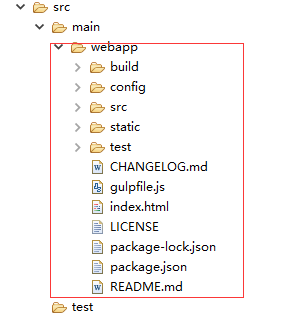 src
main
webapp
build
config
src
static
test
CHANGELOG.md
gulpfile.js
index.html
LICENSE
package-lock.json
package.json
README.md
test